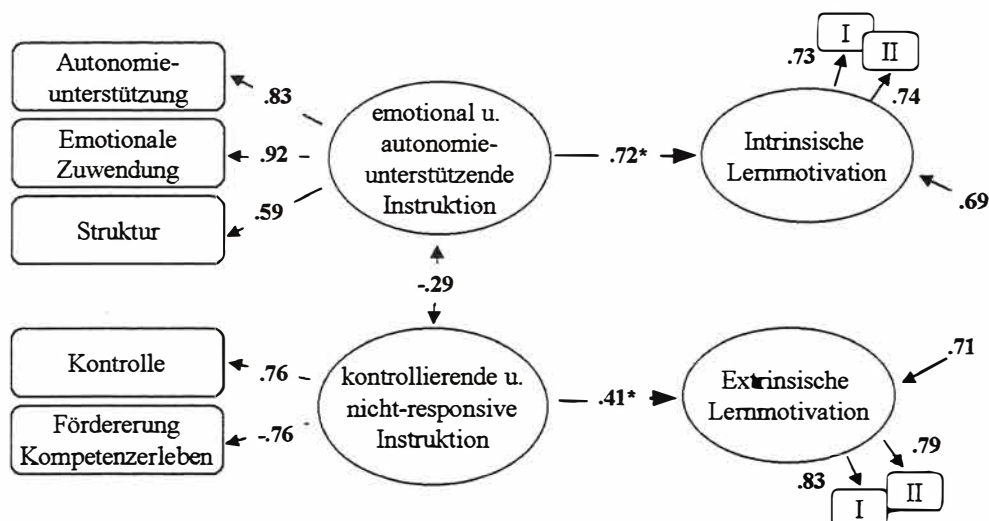 Autonomie-
unterstützung
.83
Emotionale
Zuwendung
.92
Struktur
.59
emotional u.
autonomie-
unterstützende
Instruktion
.72*
I
II
.73
.74
Intrinsische
Lernmotivation
.69
-.29
Kontrolle
.76
Fördererung
Kompetenzerleben
-.76
kontrollierende u.
nicht-responsive
Instruktion
.41*
Extrinsische
Lernmotivation
.71
.83
.79
I
II